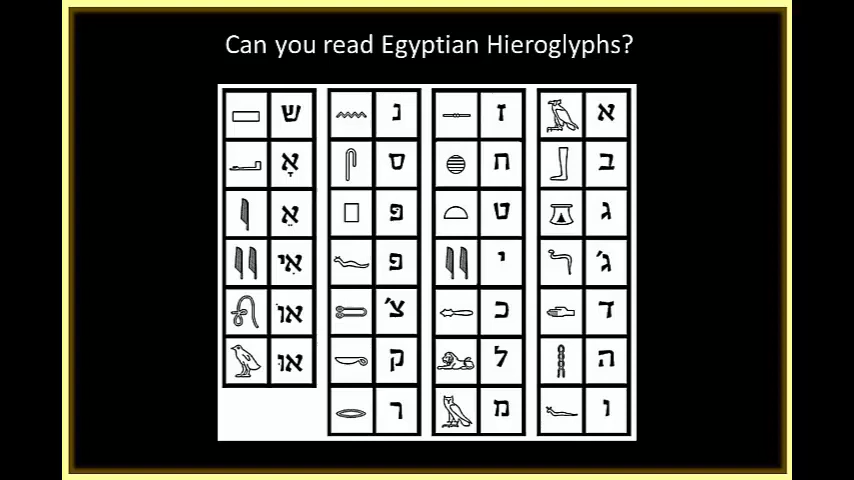 Can you read Egyptian Hieroglyphs?
א ז נ ש
ב ח ס אָ
ג ט פּ אֵ
ג' י פ אִי
ד כ צ' אוֹ
ה ל ק אוּ
ו מ ר